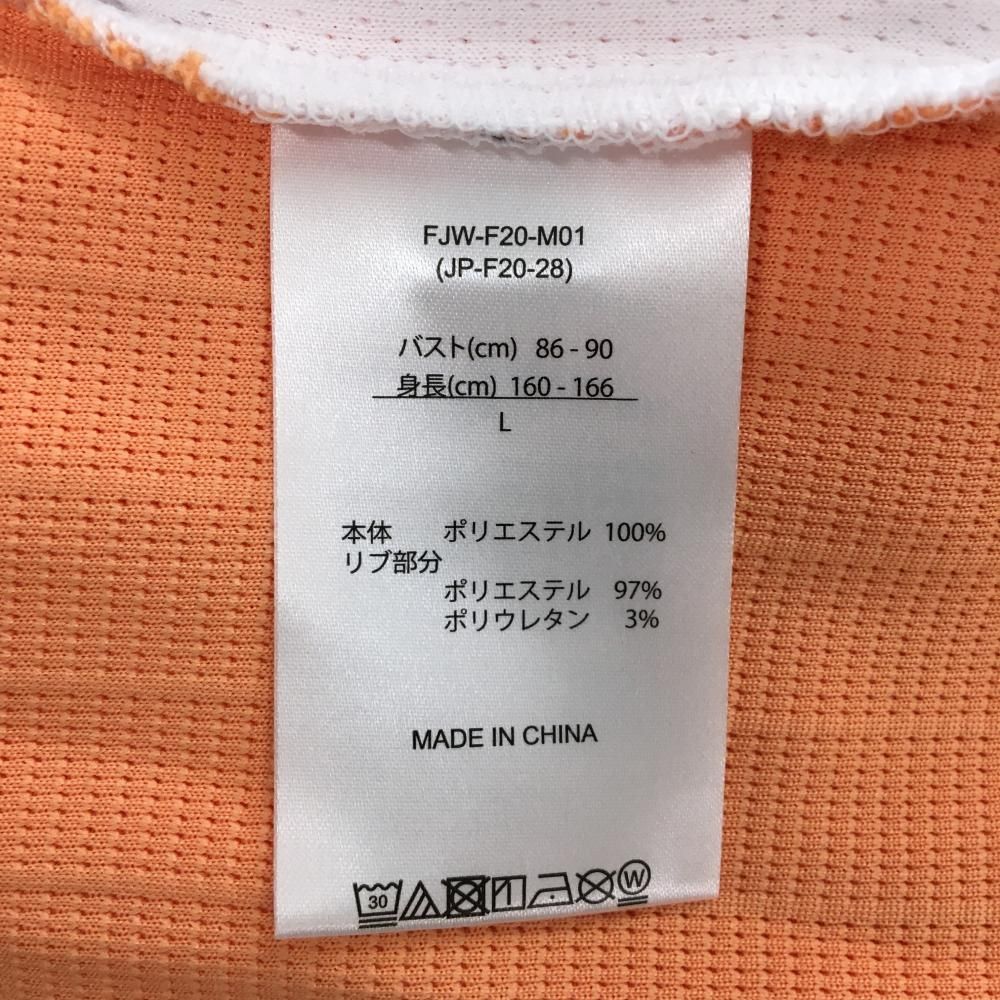 FJW-F20-M01
(JP-F20-28)
バスト(cm) 86 - 90
身長(cm) 160 - 166
L
本体 ポリエステル 100%
リブ部分
ポリエステル 97%
ポリウレタン 3%
MADE IN CHINA
30 W